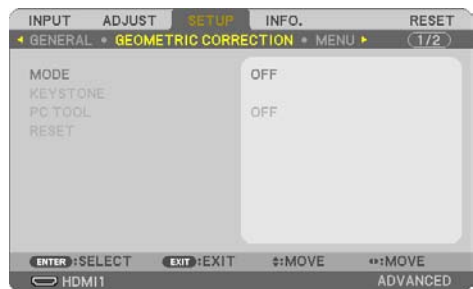 INPUT ADJUST SETUP INFO. RESET
◂ GENERAL • GEOMETRIC CORRECTION • MENU ▸ (1/2)
MODE OFF
KEYSTONE
PC TOOL OFF
RESET
ENTER :SELECT EXIT :EXIT ◆:MOVE ◂▸:MOVE
HDMI1 ADVANCED